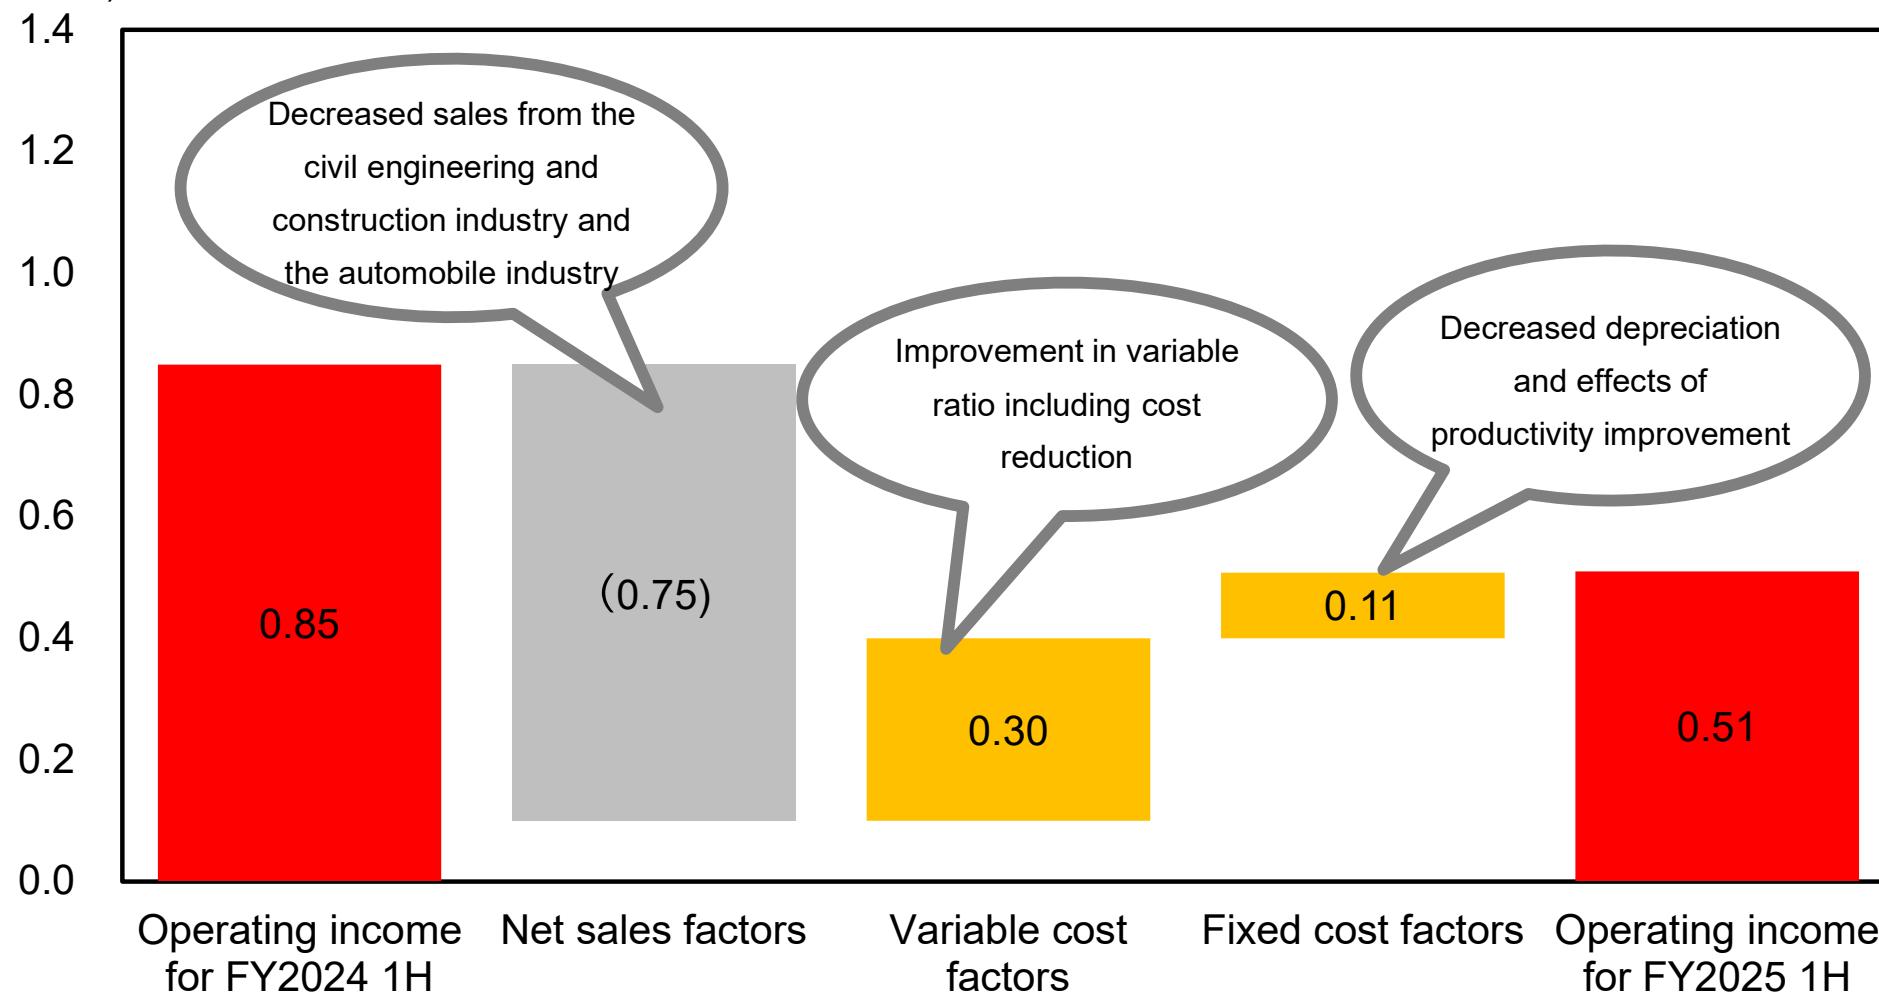 1.4
1.2
1.0
0.8
0.6
0.4
0.2
0.0
Decreased sales from the
civil engineering and
construction industry and
the automobile industry
Improvement in variable
ratio including cost
reduction
Decreased depreciation
and effects of
productivity improvement
0.85
(0.75)
0.30
0.11
0.51
Operating income
for FY2024 1H
Net sales factors
Variable cost
factors
Fixed cost factors
Operating income
for FY2025 1H